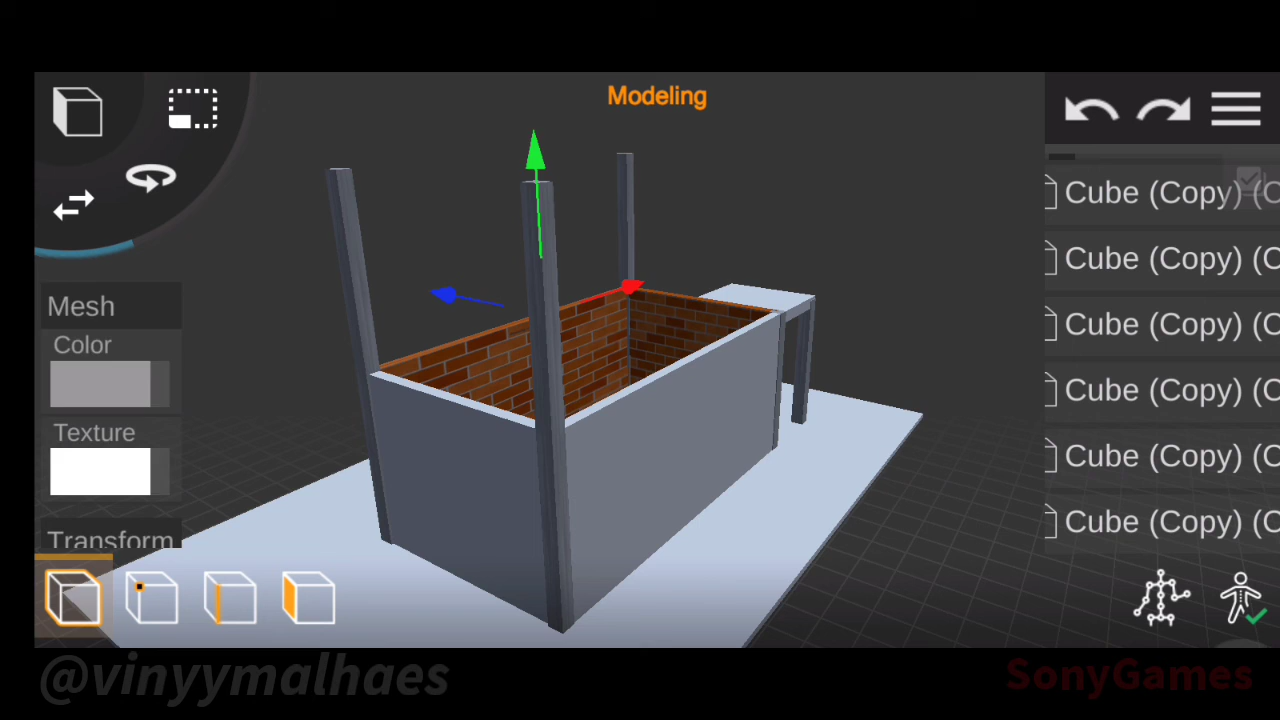 Modeling
Cube (Copy) (C
Cube (Copy) (C
Cube (Copy) (C
Cube (Copy) (C
Cube (Copy) (C
Cube (Copy) (C
Mesh
Color
Texture
Transform
@vinyymalhaes
SonyGames